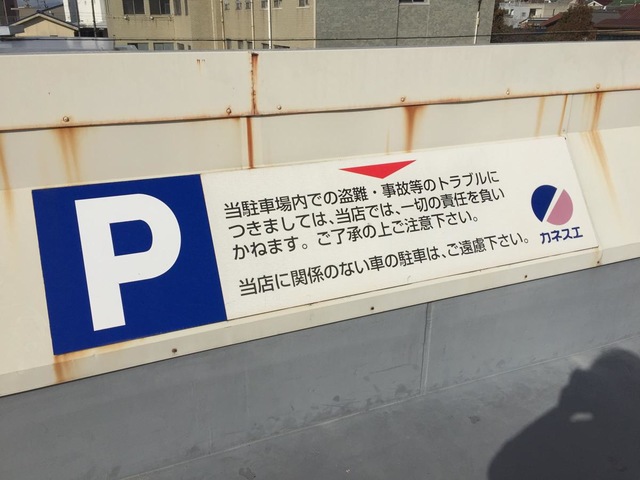 P
当駐車場内での盗難・事故等のトラブルに
つきましては、当店では、一切の責任を負い
かねます。ご了承の上ご注意下さい。
当店に関係のない車の駐車は、ご遠慮下さい。
カネスエ